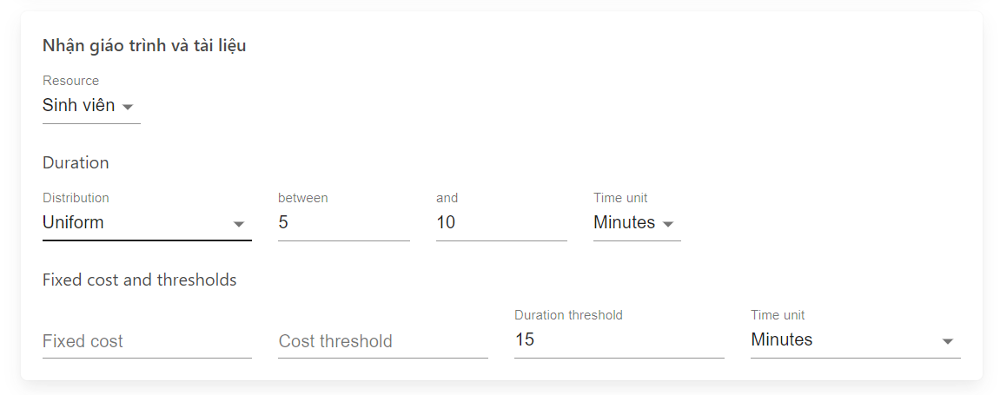 Nhận giáo trình và tài liệu
Resource
Sinh viên
Duration
Distribution between and Time unit
Uniform 5 10 Minutes
Fixed cost and thresholds
Duration threshold Time unit
Fixed cost Cost threshold 15 Minutes